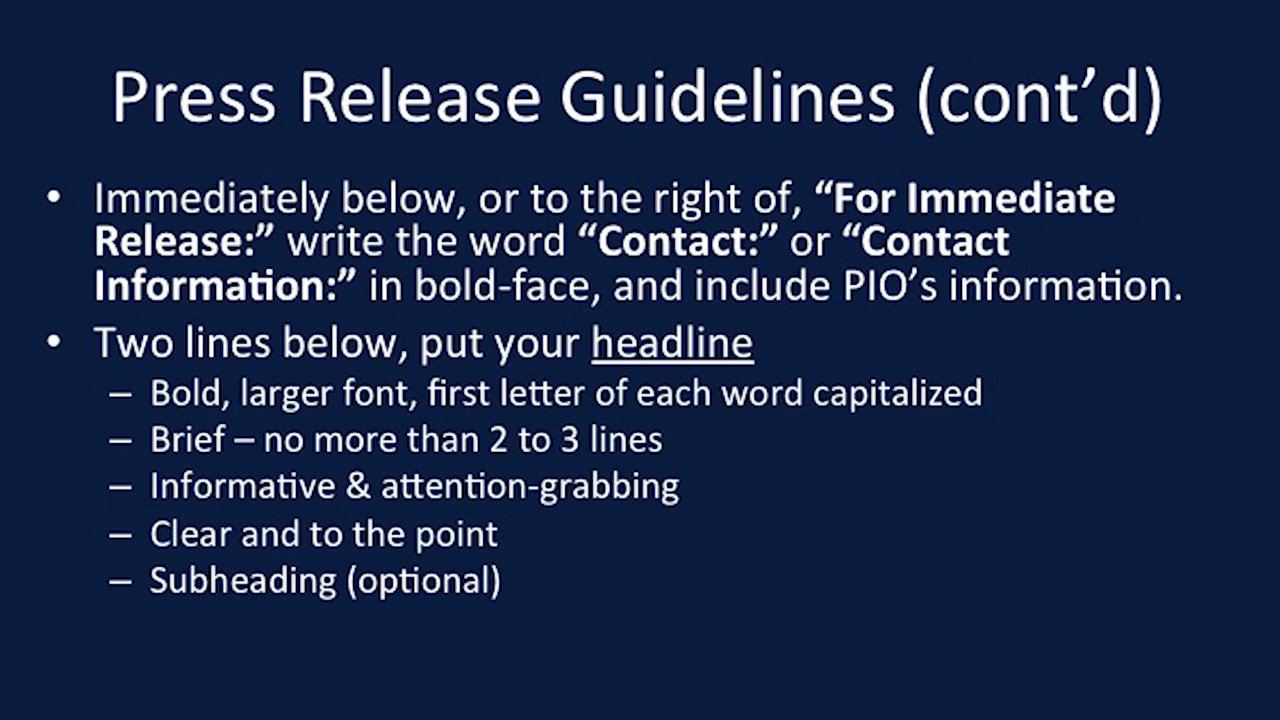 Press Release Guidelines (cont’d)
• Immediately below, or to the right of, “For Immediate
Release:” write the word “Contact:” or “Contact
Information:” in bold-face, and include PIO’s information.
• Two lines below, put your headline
– Bold, larger font, first letter of each word capitalized
– Brief – no more than 2 to 3 lines
– Informative & attention-grabbing
– Clear and to the point
– Subheading (optional)